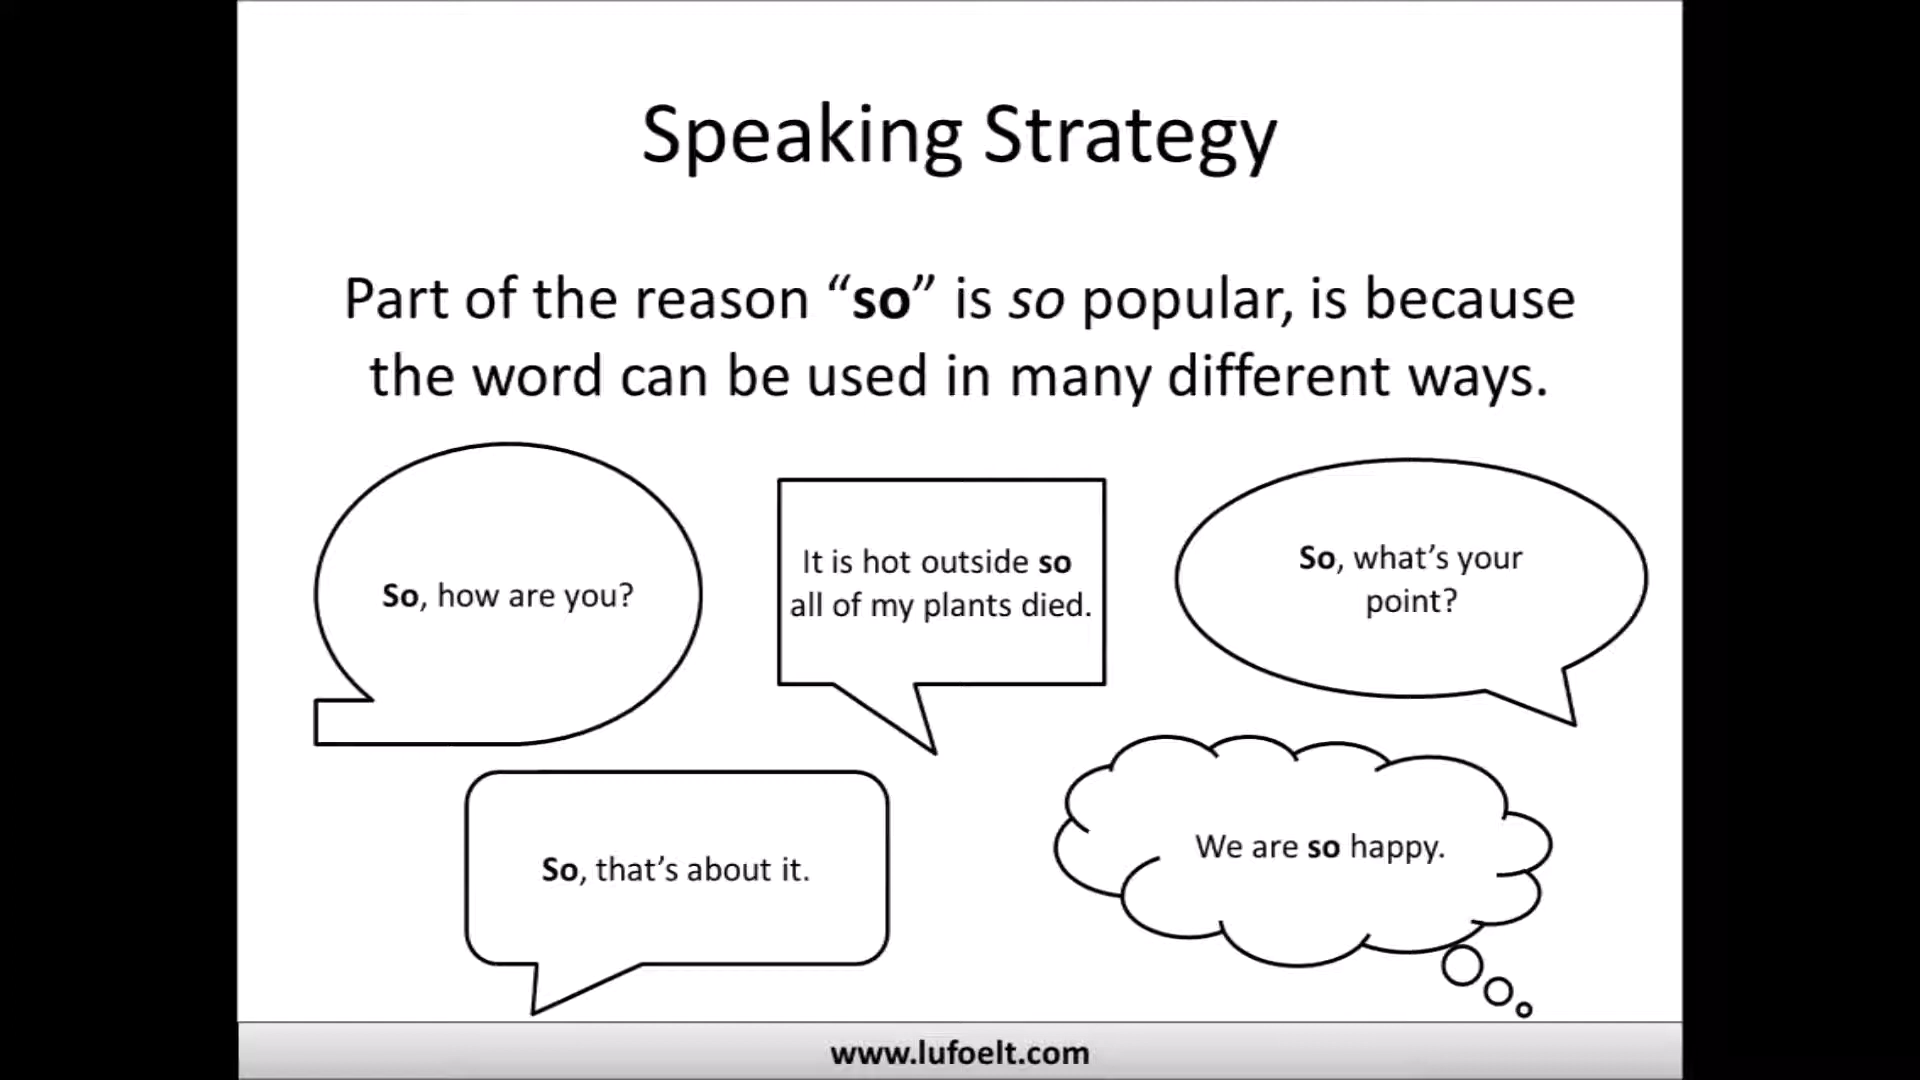 Speaking Strategy
Part of the reason “so” is so popular, is because
the word can be used in many different ways.
So, how are you?
It is hot outside so
all of my plants died.
So, what’s your
point?
So, that’s about it.
We are so happy.
www.lufoelt.com